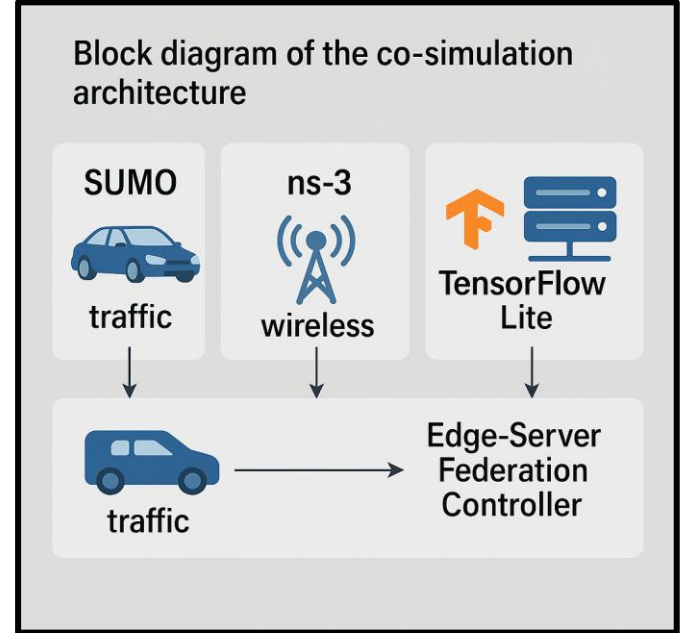 Block diagram of the co-simulation
architecture
SUMO
traffic
ns-3
wireless
TensorFlow
Lite
traffic
Edge-Server
Federation
Controller